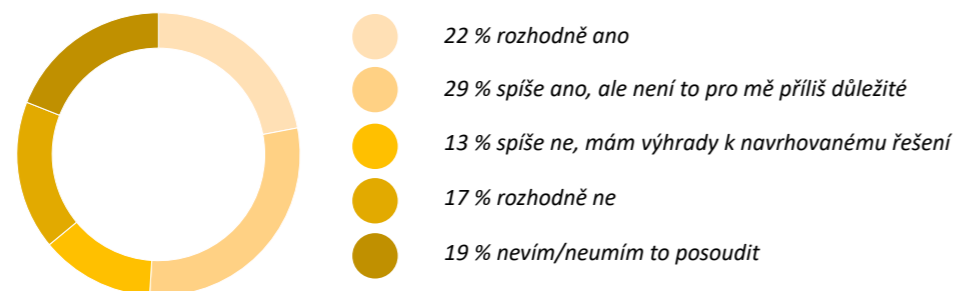 22 % rozhodně ano
29 % spíše ano, ale není to pro mě příliš důležité
13 % spíše ne, mám výhrady k navrhovanému řešení
17 % rozhodně ne
19 % nevím/neumím to posoudit